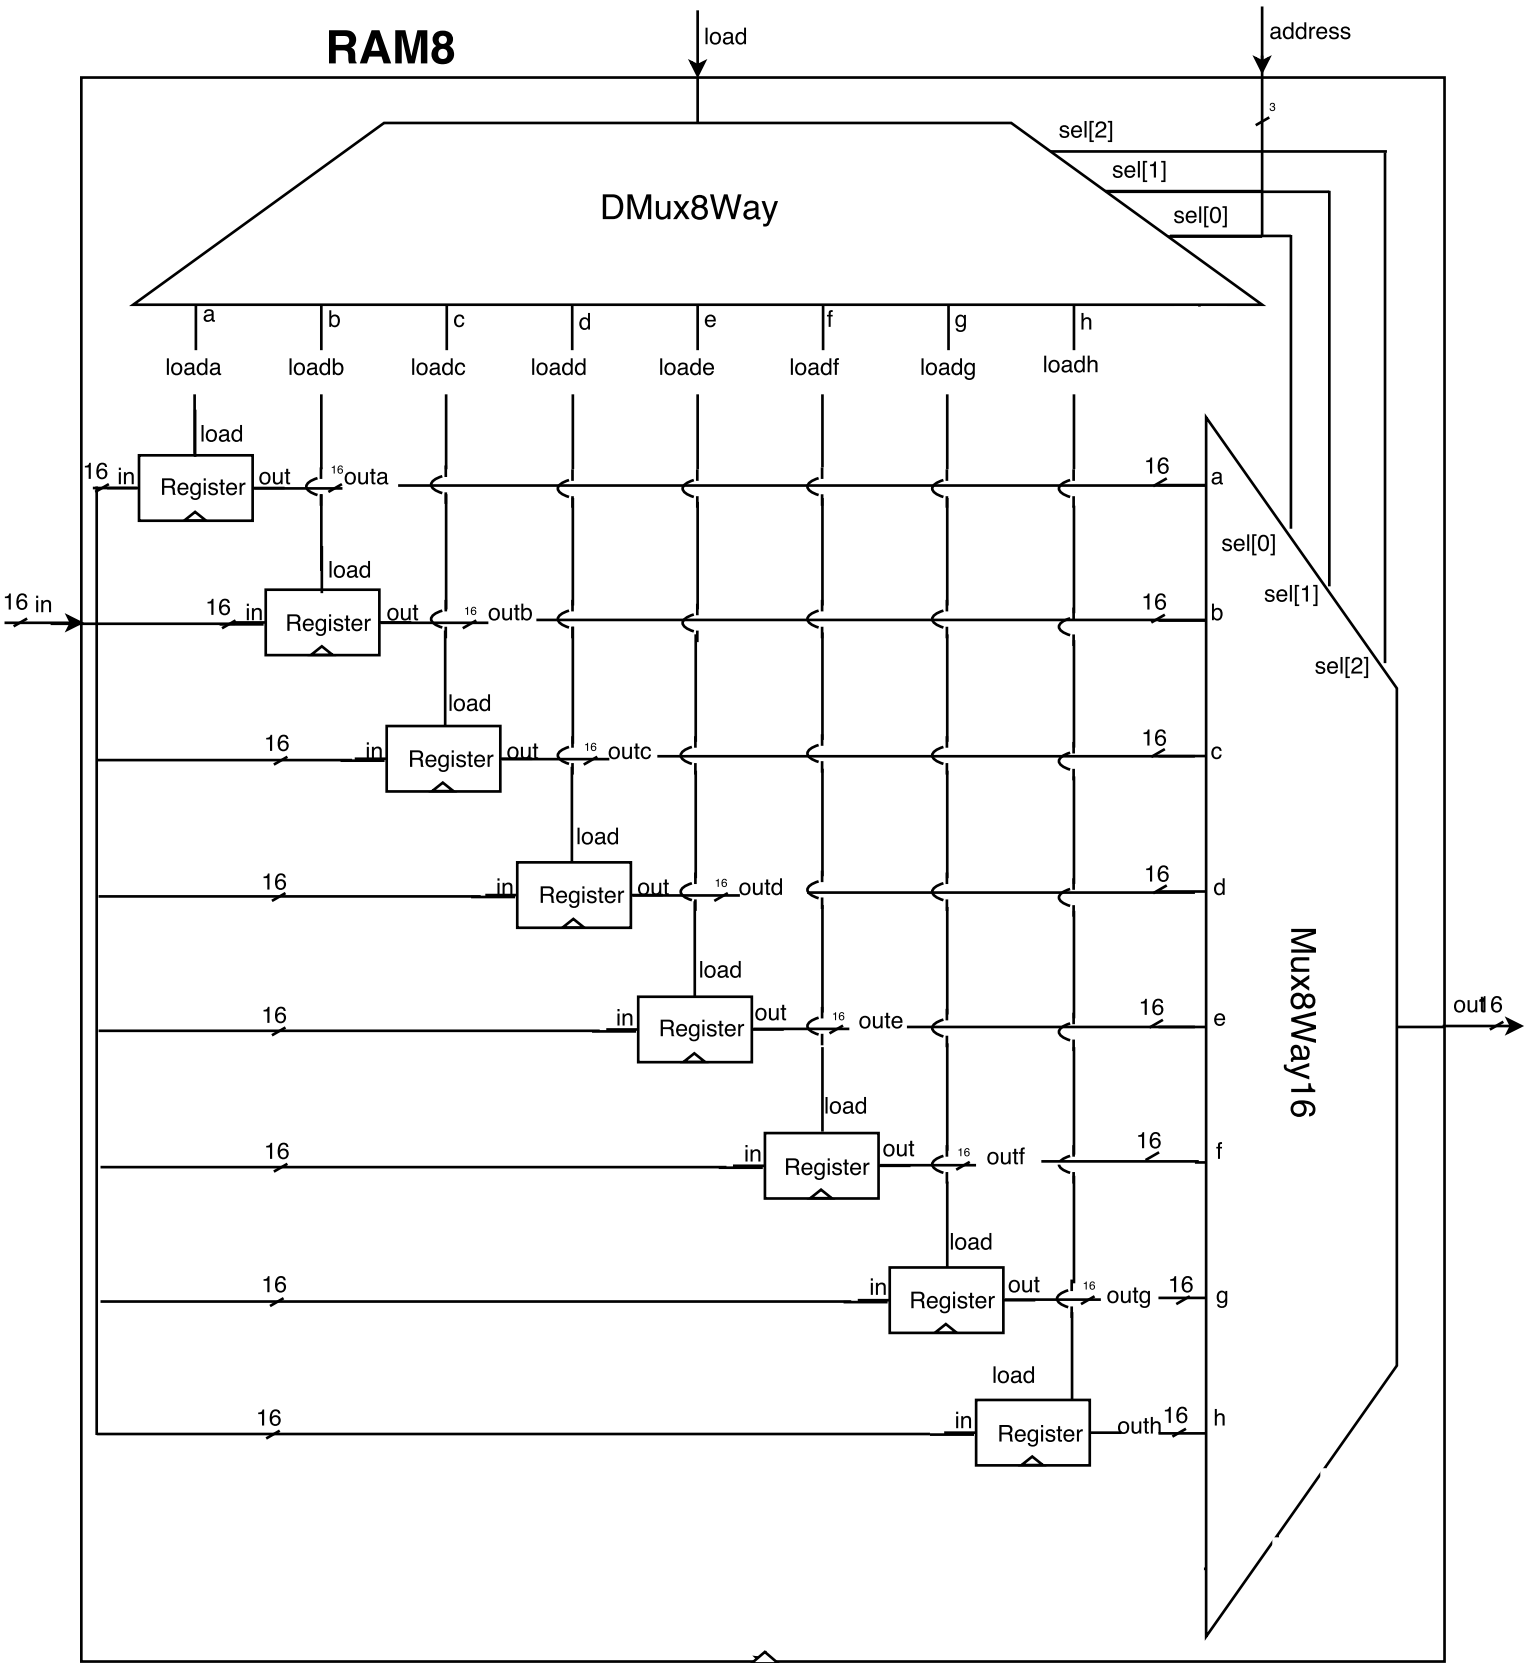 RAM8
load
address
3
sel[2]
sel[1]
sel[0]
DMux8Way
a b c d e f g h
loada loadb loadc loadd loade loadf loadg loadh
load
16 in Register out 16 outa 16 a
sel[0]
load
sel[1]
16 in 16 in Register out 16 outb 16 b
sel[2]
load
16 in Register out 16 outc 16 c
load
16 in Register out 16 outd 16 d
Mux8Way16
load
16 in Register out 16 oute 16 e
out16
load
16 in Register out 16 outf 16 f
load
16 in Register out 16 outg 16 g
load
16 in Register outh 16 h